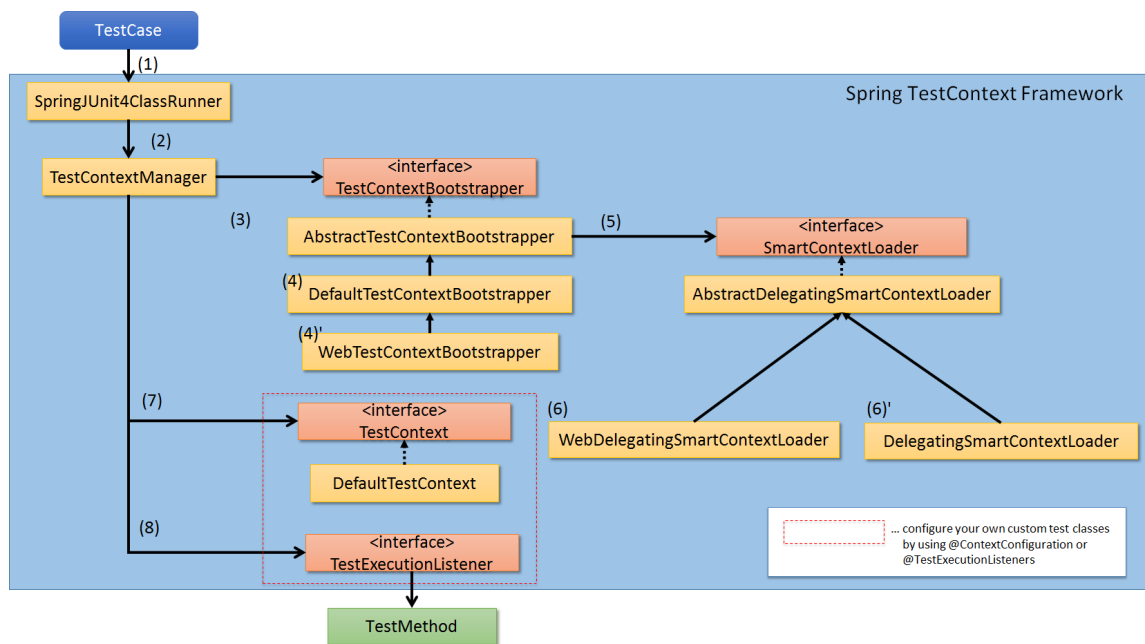 TestCase
(1)
Spring TestContext Framework
SpringJUnit4ClassRunner
(2)
TestContextManager
<interface>
TestContextBootstrapper
(3)
AbstractTestContextBootstrapper
(5)
<interface>
SmartContextLoader
(4)
DefaultTestContextBootstrapper
AbstractDelegatingSmartContextLoader
(4)'
WebTestContextBootstrapper
(7)
<interface>
TestContext
(6)
WebDelegatingSmartContextLoader
(6)'
DelegatingSmartContextLoader
DefaultTestContext
(8)
<interface>
TestExecutionListener
... configure your own custom test classes
by using @ContextConfiguration or
@TestExecutionListeners
TestMethod